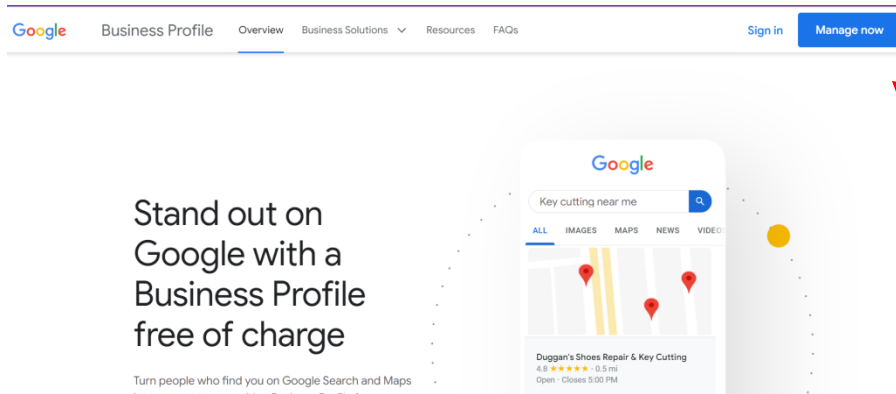 Google Business Profile Overview Business Solutions Resources FAQs Sign in Manage now
Stand out on
Google with a
Business Profile
free of charge
Turn people who find you on Google Search and Maps
Google
Key cutting near me
ALL IMAGES MAPS NEWS VIDEOS
Duggan's Shoes Repair & Key Cutting
4.8 ★★★★★ · 0.5 mi
Open · Closes 5:00 PM